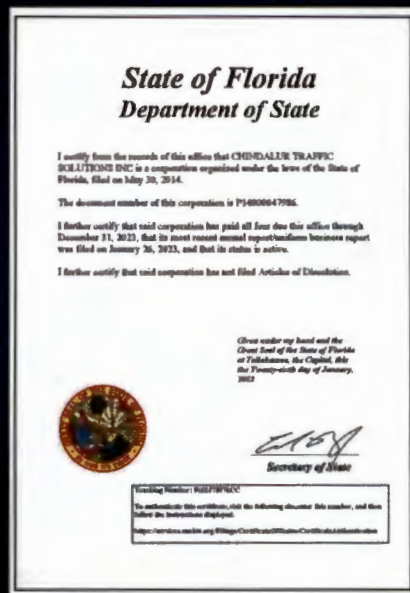 State of Florida
Department of State
I certify from the records of this office that CHINDALUR TRAFFIC
SOLUTIONS INC is a corporation organized under the laws of the State of
Florida, filed on May 30, 2014.
The document number of this corporation is P14000047986.
I further certify that said corporation has paid all fees due this office through
December 31, 2023, that its most recent annual report/uniform business report
was filed on January 26, 2023, and that its status is active.
I further certify that said corporation has not filed Articles of Dissolution.
Given under my hand and the
Great Seal of the State of Florida
at Tallahassee, the Capital, this
the Twenty-sixth day of January,
2023
Secretary of State
Tracking Number:
To authenticate this certificate, visit the following site, enter this number, and then
follow the instructions displayed.